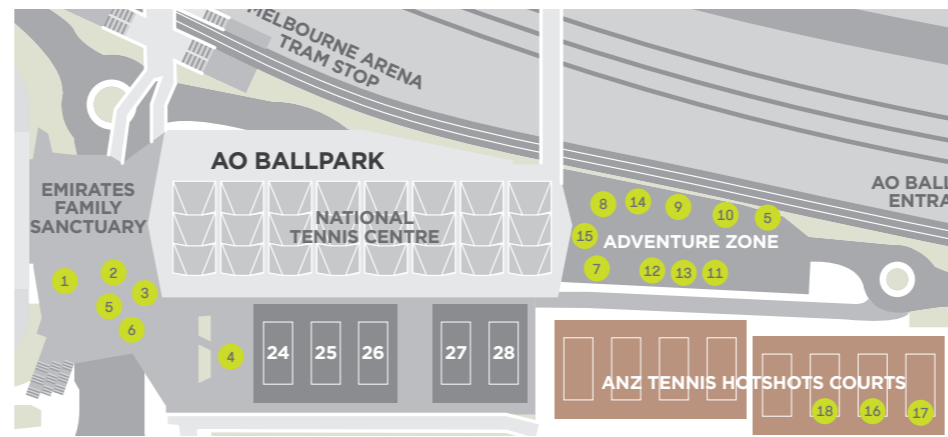 MELBOURNE ARENA
TRAM STOP
AO BALLPARK
EMIRATES
FAMILY
SANCTUARY
NATIONAL
TENNIS CENTRE
AO BALL
ENTRA
8
14
9
10
5
15
ADVENTURE ZONE
7
12
13
11
1
2
3
5
6
4
24
25
26
27
28
ANZ TENNIS HOTSHOTS COURTS
18
16
17